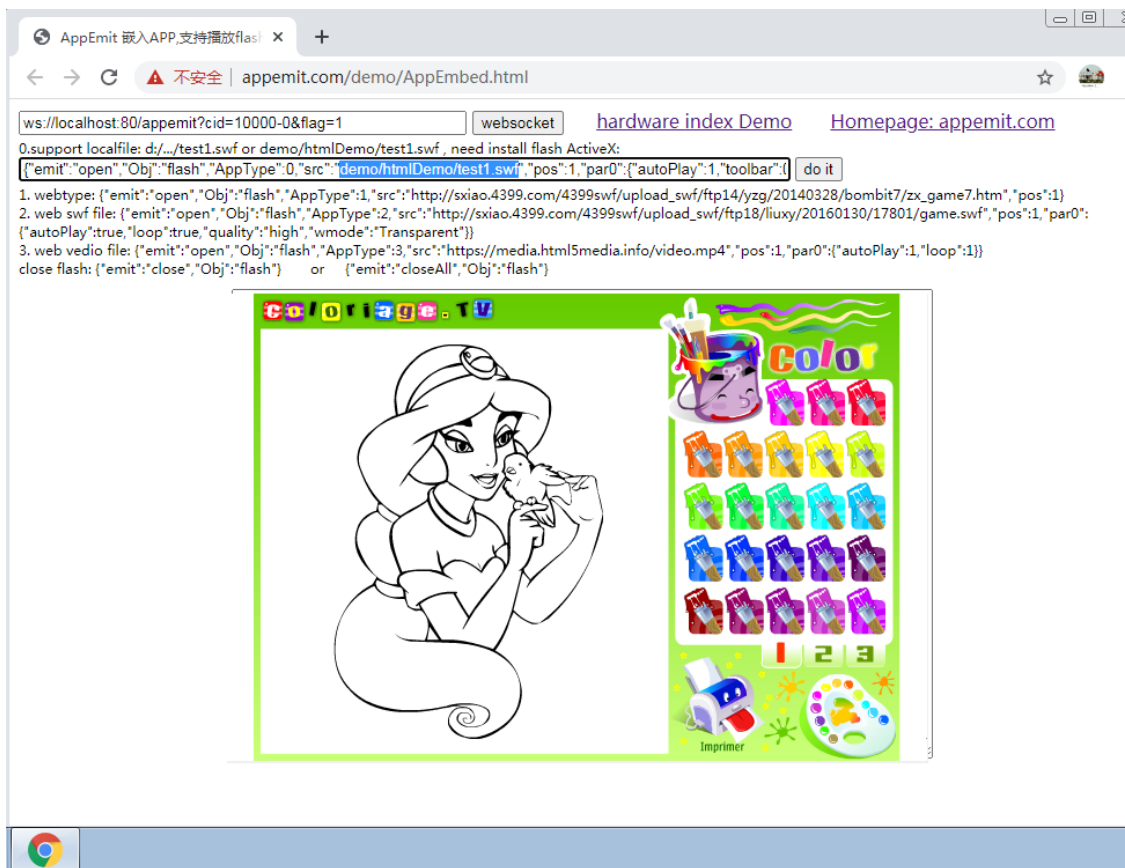 AppEmit 嵌入APP,支持播放flas
不安全 appemit.com/demo/AppEmbed.html
ws://localhost:80/appemit?cid=10000-0&flag=1 websocket hardware index Demo Homepage: appemit.com
0.support localfile: d:/.../test1.swf or demo/htmlDemo/test1.swf , need install flash ActiveX:
{"emit":"open","Obj":"flash","AppType":0,"src":"demo/htmlDemo/test1.swf","pos":1,"par0":{"autoPlay":1,"toolbar":( do it
1. webtype: {"emit":"open","Obj":"flash","AppType":1,"src":"http://sxiao.4399.com/4399swf/upload_swf/ftp14/yzg/20140328/bombit7/zx_game7.htm","pos":1}
2. web swf file: {"emit":"open","Obj":"flash","AppType":2,"src":"http://sxiao.4399.com/4399swf/upload_swf/ftp18/liuxy/20160130/17801/game.swf","pos":1,"par0":
{"autoPlay":true,"loop":true,"quality":"high","wmode":"Transparent"}}
3. web vedio file: {"emit":"open","Obj":"flash","AppType":3,"src":"https://media.html5media.info/video.mp4","pos":1,"par0":{"autoPlay":1,"loop":1}}
close flash: {"emit":"close","Obj":"flash"} or {"emit":"closeAll","Obj":"flash"}
Coloriage.TV
Color
1 2 3
Imprimer